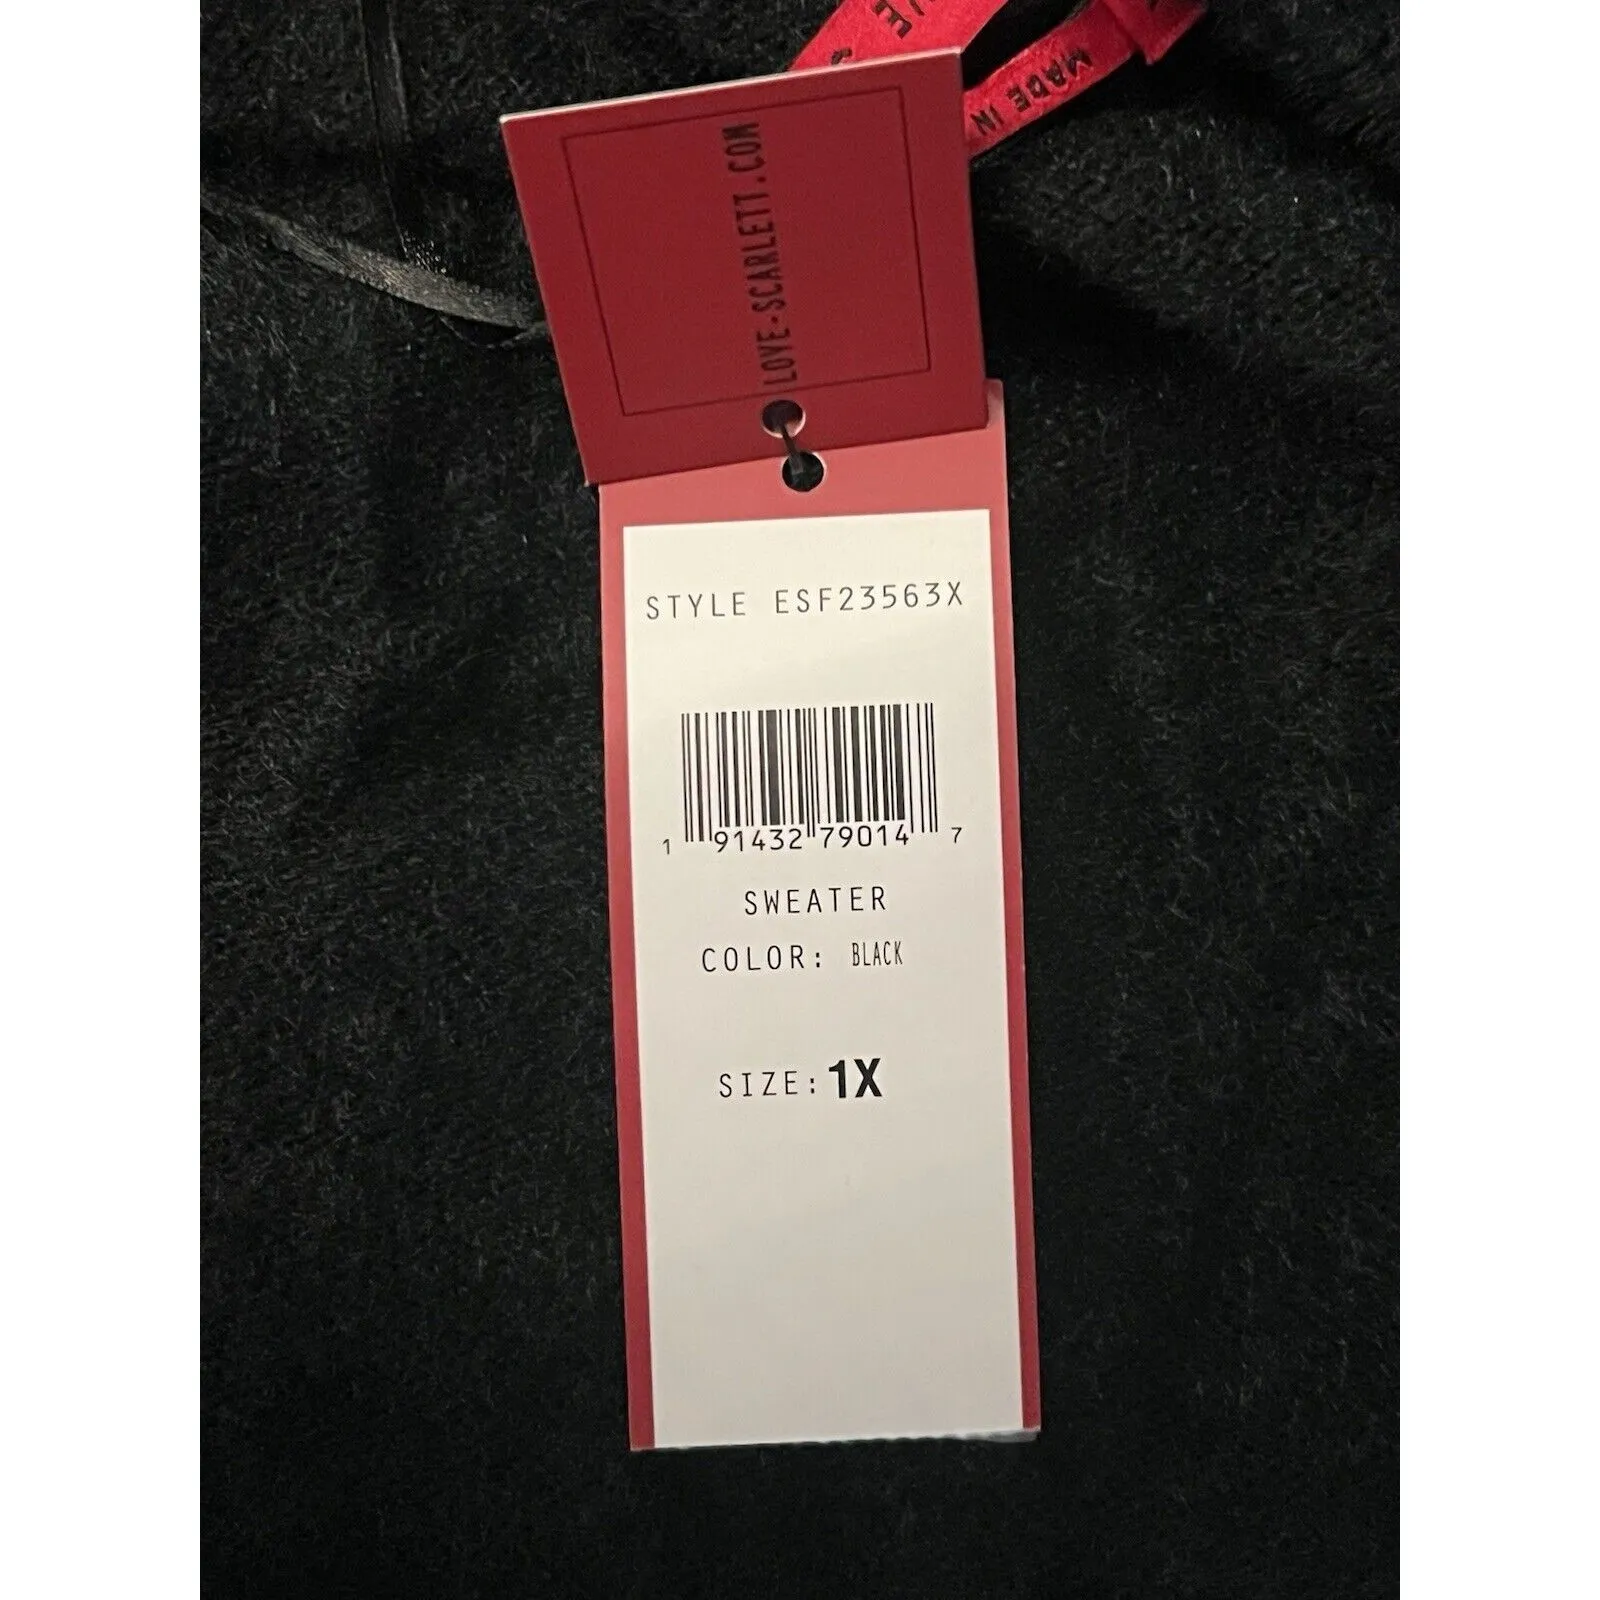 MADE IN
LOVE-SCARLETT.COM
STYLE ESF23563X
1 91432 79014 7
SWEATER
COLOR: BLACK
SIZE: 1X